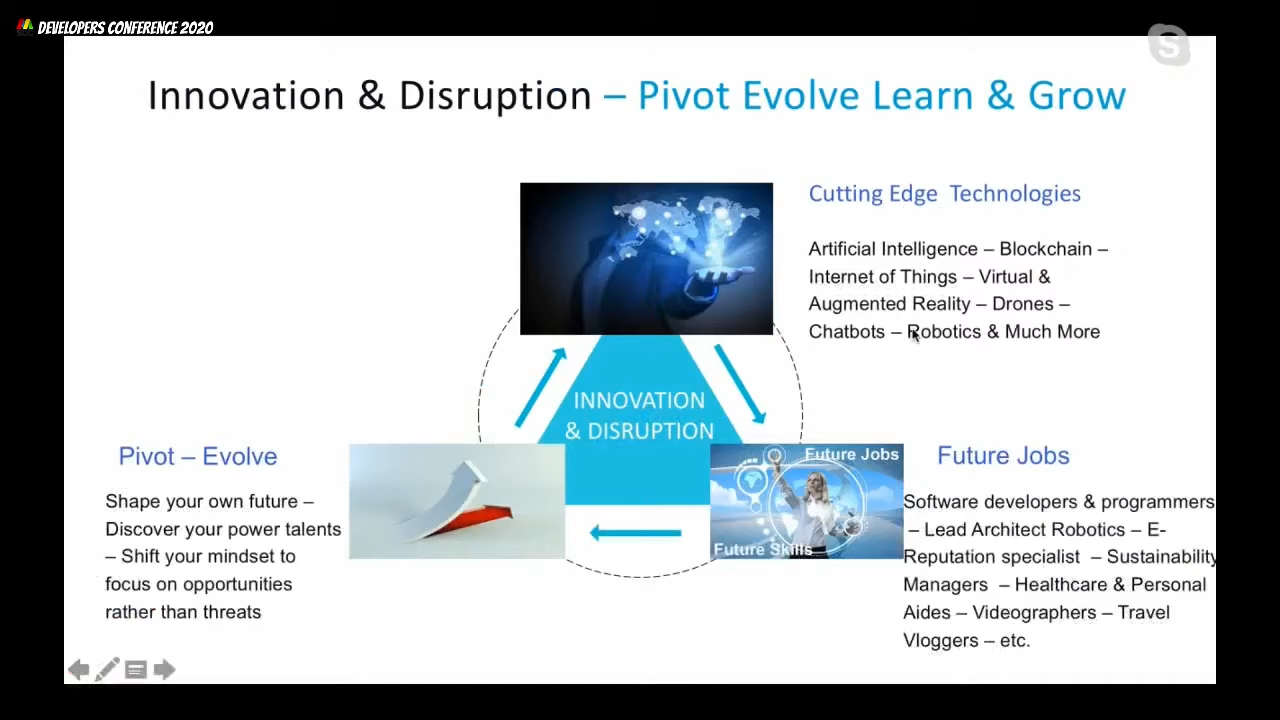 DEVELOPERS CONFERENCE 2020
S
Innovation & Disruption – Pivot Evolve Learn & Grow
Cutting Edge Technologies
Artificial Intelligence – Blockchain –
Internet of Things – Virtual &
Augmented Reality – Drones –
Chatbots – Robotics & Much More
INNOVATION
& DISRUPTION
Pivot – Evolve
Shape your own future –
Discover your power talents
– Shift your mindset to
focus on opportunities
rather than threats
Future Jobs
Future Skills
Future Jobs
Software developers & programmers
– Lead Architect Robotics – E-
Reputation specialist – Sustainability
Managers – Healthcare & Personal
Aides – Videographers – Travel
Vloggers – etc.